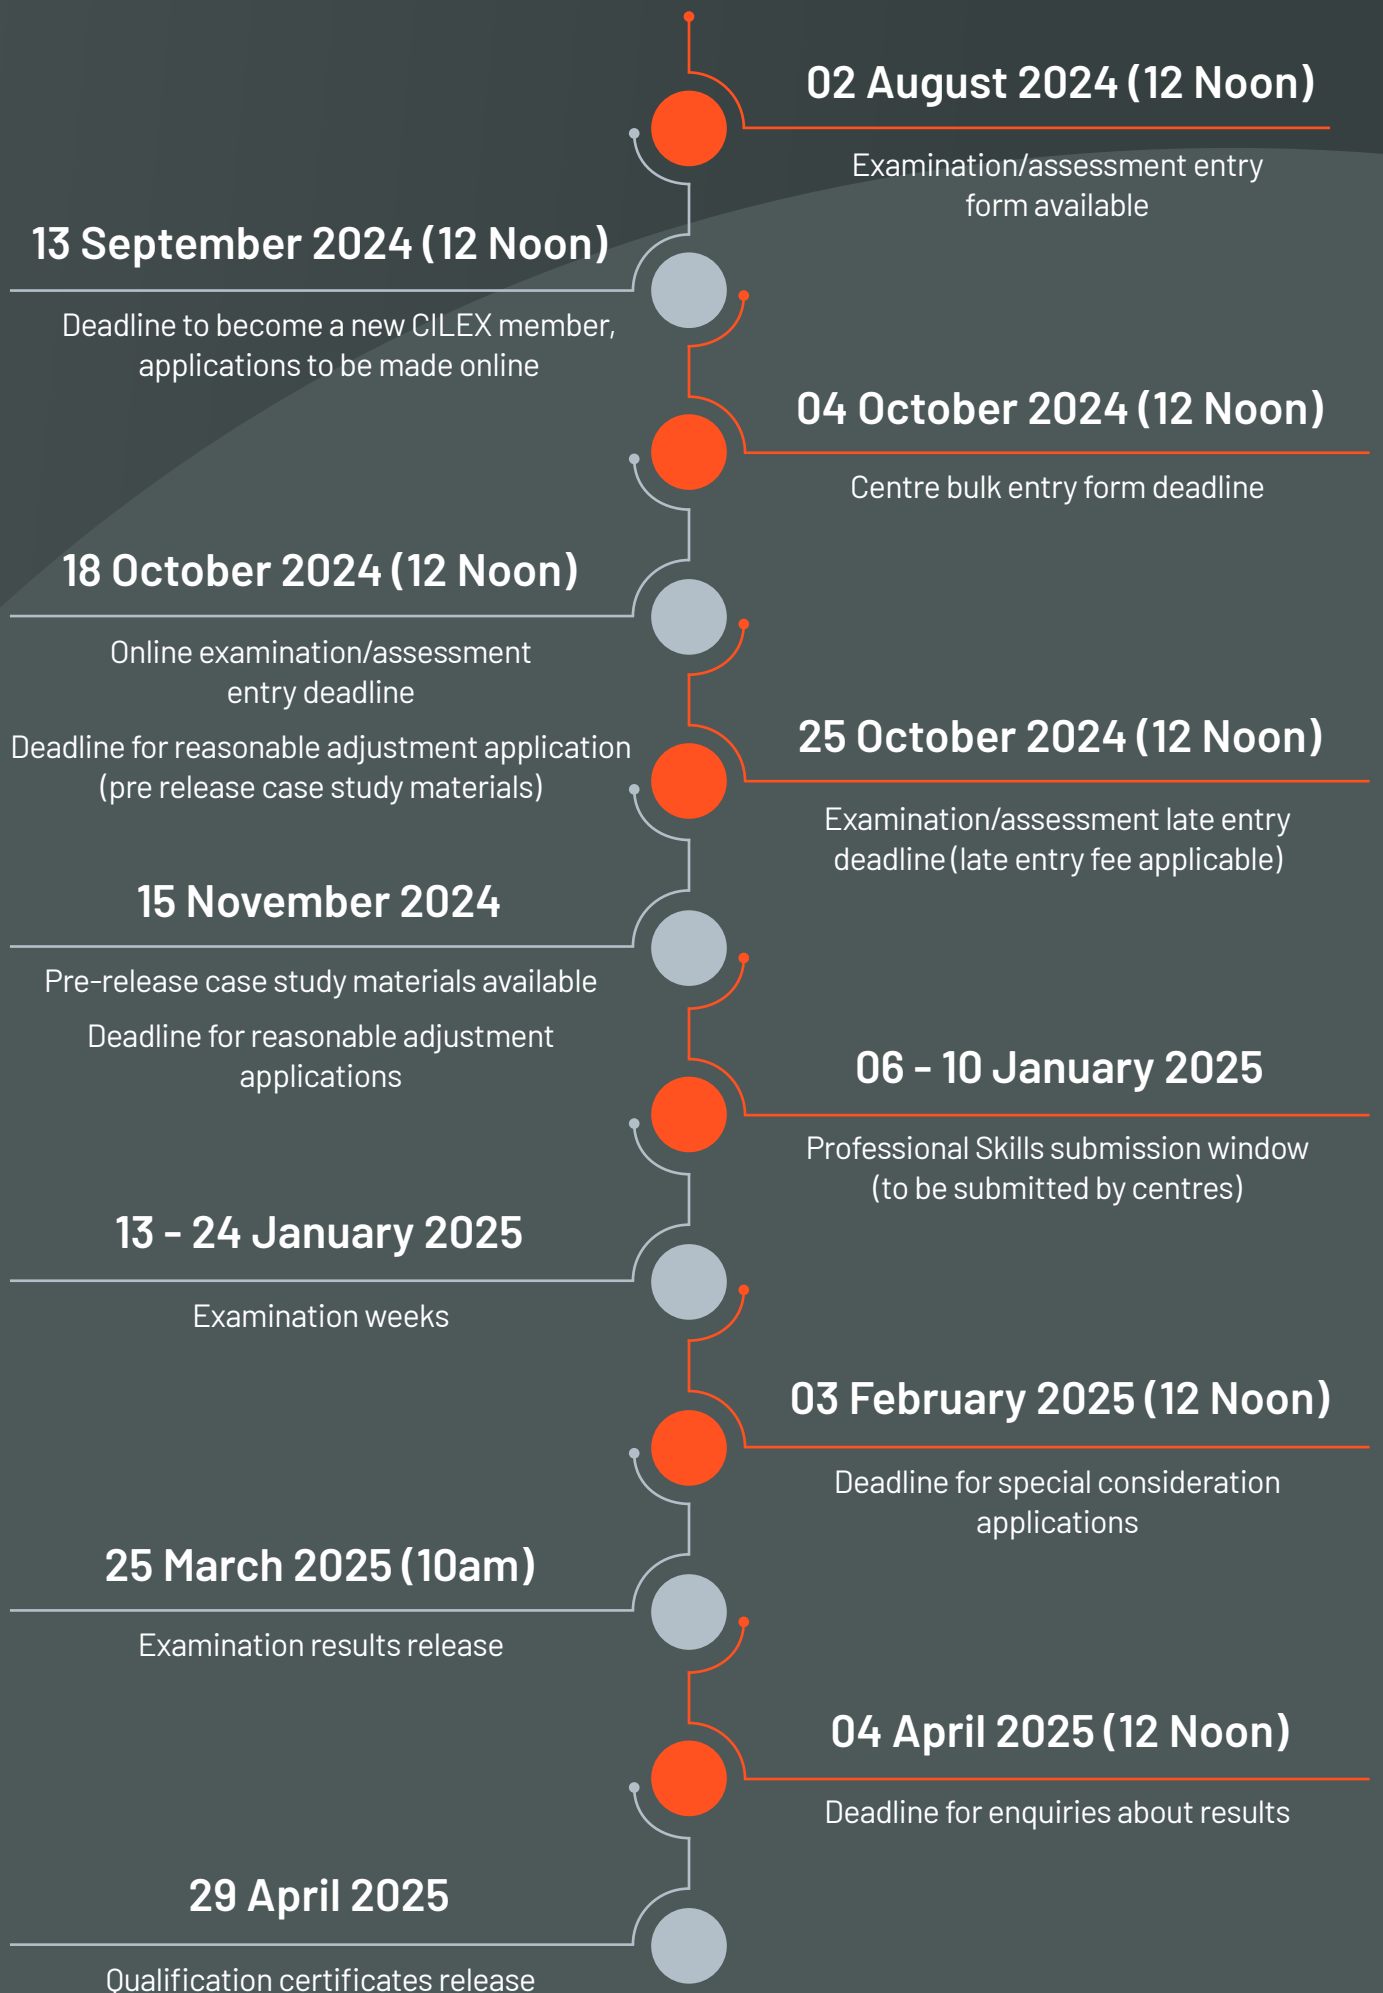 02 August 2024 (12 Noon)
Examination/assessment entry
form available
13 September 2024 (12 Noon)
Deadline to become a new CILEX member,
applications to be made online
04 October 2024 (12 Noon)
Centre bulk entry form deadline
18 October 2024 (12 Noon)
Online examination/assessment
entry deadline
Deadline for reasonable adjustment application
(pre release case study materials)
25 October 2024 (12 Noon)
Examination/assessment late entry
deadline (late entry fee applicable)
15 November 2024
Pre-release case study materials available
Deadline for reasonable adjustment
applications
06 - 10 January 2025
Professional Skills submission window
(to be submitted by centres)
13 - 24 January 2025
Examination weeks
03 February 2025 (12 Noon)
Deadline for special consideration
applications
25 March 2025 (10am)
Examination results release
04 April 2025 (12 Noon)
Deadline for enquiries about results
29 April 2025
Qualification certificates release